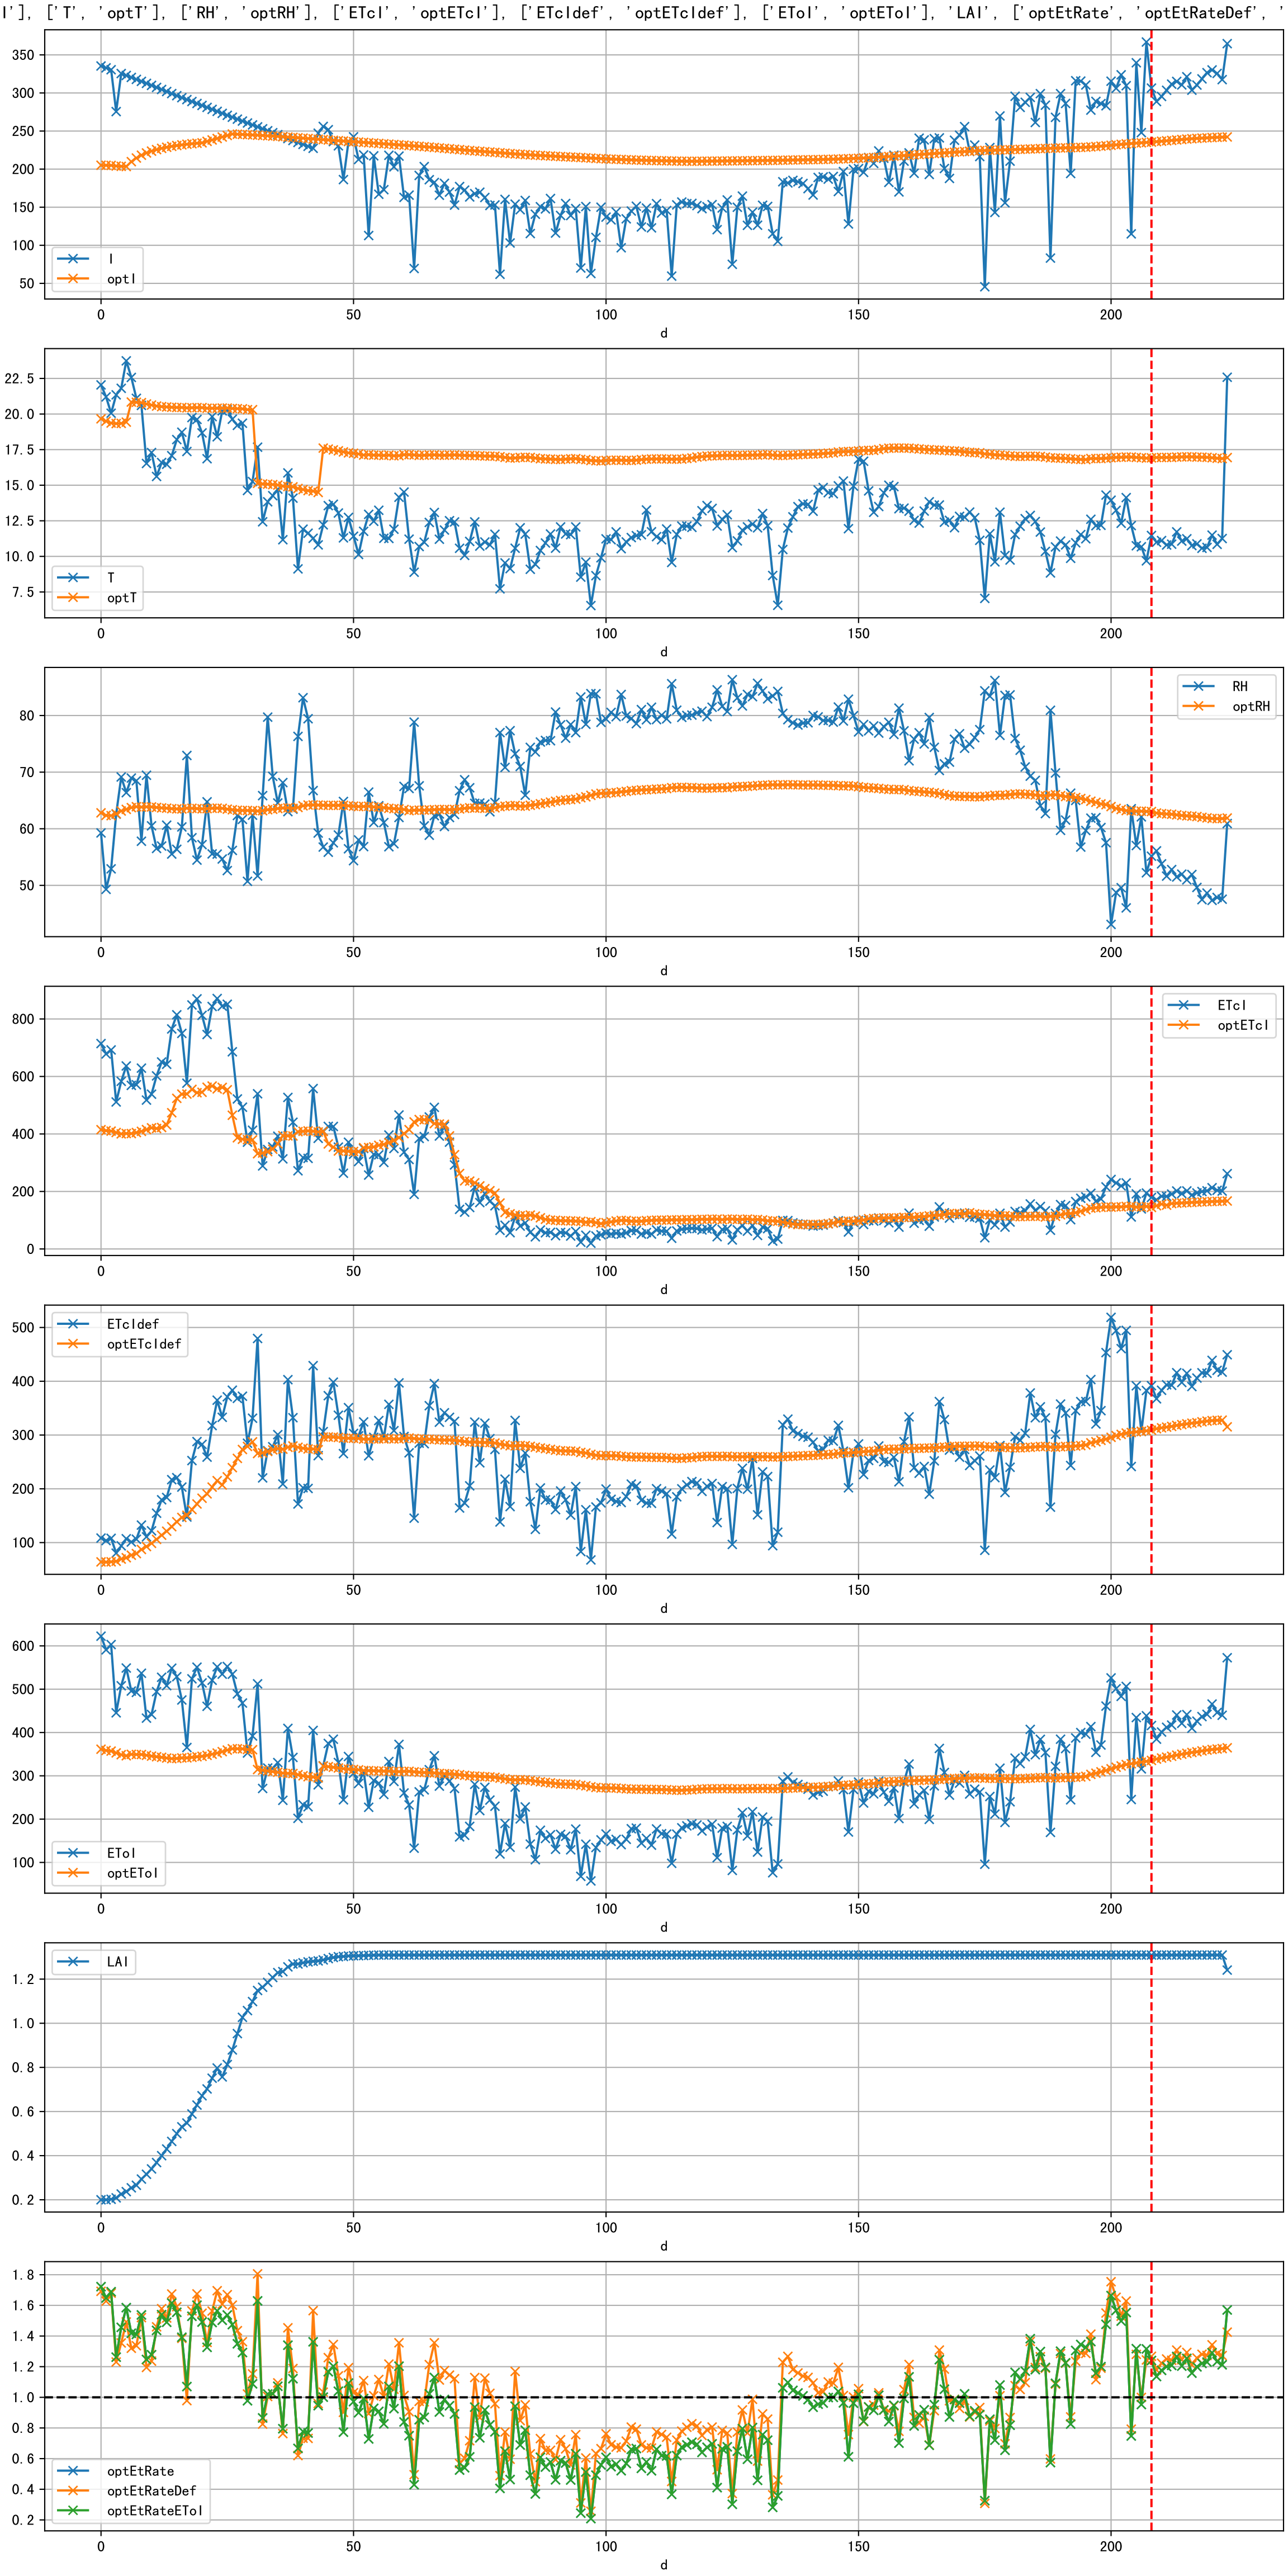 I'], ['T', 'optT'], ['RH', 'optRH'], ['ETcI', 'optETcI'], ['ETcIdef', 'optETcIdef'], ['EToI', 'optEToI'], 'LAI', ['optEtRate', 'optEtRateDef', '
350
300
250
200
150
100
50
I
optI
0 50 100 150 200
d
22.5
20.0
17.5
15.0
12.5
10.0
7.5
T
optT
0 50 100 150 200
d
80
70
60
50
RH
optRH
0 50 100 150 200
d
800
600
400
200
0
ETcI
optETcI
0 50 100 150 200
d
500
400
300
200
100
ETcIdef
optETcIdef
0 50 100 150 200
d
600
500
400
300
200
100
EToI
optEToI
0 50 100 150 200
d
1.2
1.0
0.8
0.6
0.4
0.2
LAI
0 50 100 150 200
d
1.8
1.6
1.4
1.2
1.0
0.8
0.6
0.4
0.2
optEtRate
optEtRateDef
optEtRateEToI
0 50 100 150 200
d